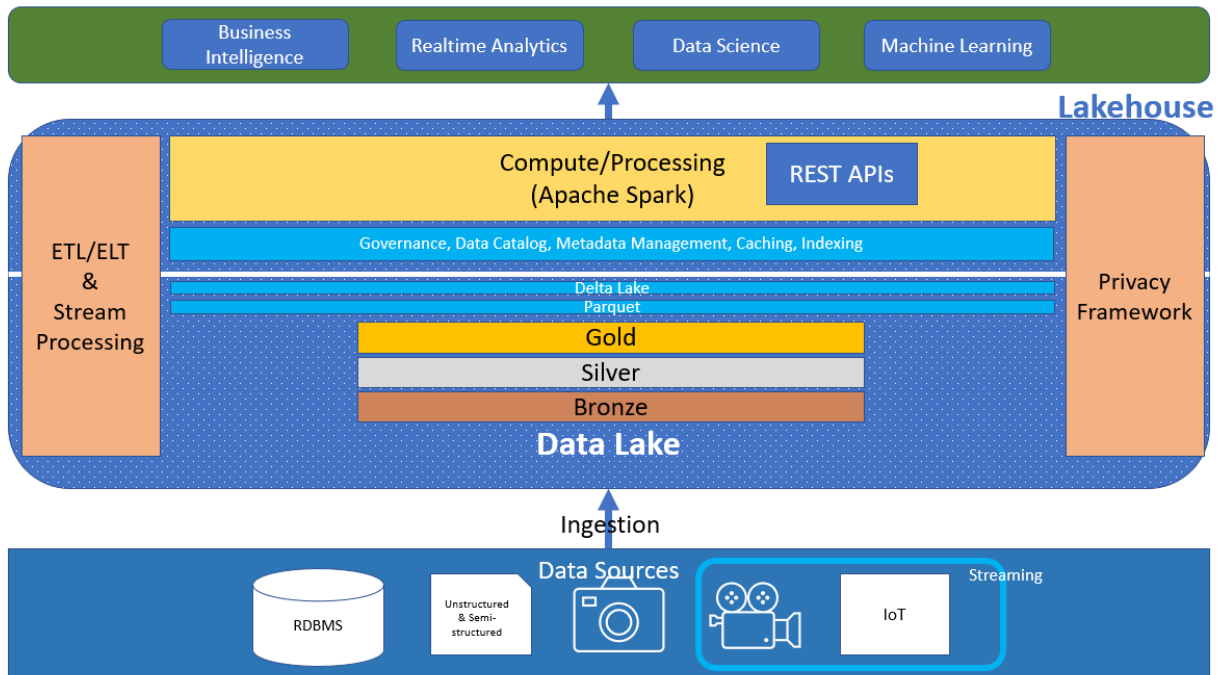 Business
Intelligence
Realtime Analytics
Data Science
Machine Learning
Lakehouse
ETL/ELT
&
Stream
Processing
Compute/Processing
(Apache Spark)
REST APIs
Governance, Data Catalog, Metadata Management, Caching, Indexing
Delta Lake
Parquet
Gold
Silver
Bronze
Data Lake
Privacy
Framework
Ingestion
Data Sources
RDBMS
Unstructured
& Semi-
structured
Streaming
IoT